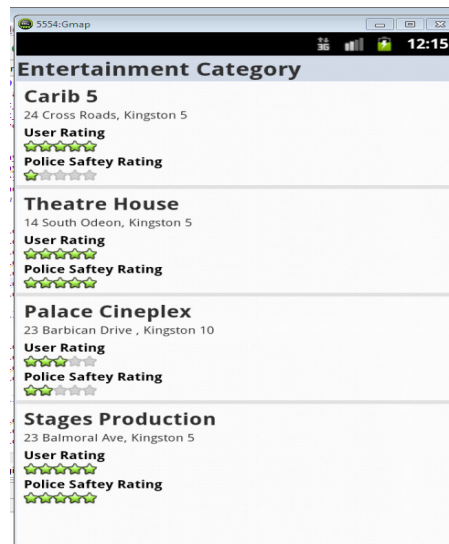 5554:Gmap
3G 12:15
Entertainment Category
Carib 5
24 Cross Roads, Kingston 5
User Rating
Police Saftey Rating
Theatre House
14 South Odeon, Kingston 5
User Rating
Police Saftey Rating
Palace Cineplex
23 Barbican Drive , Kingston 10
User Rating
Police Saftey Rating
Stages Production
23 Balmoral Ave, Kingston 5
User Rating
Police Saftey Rating